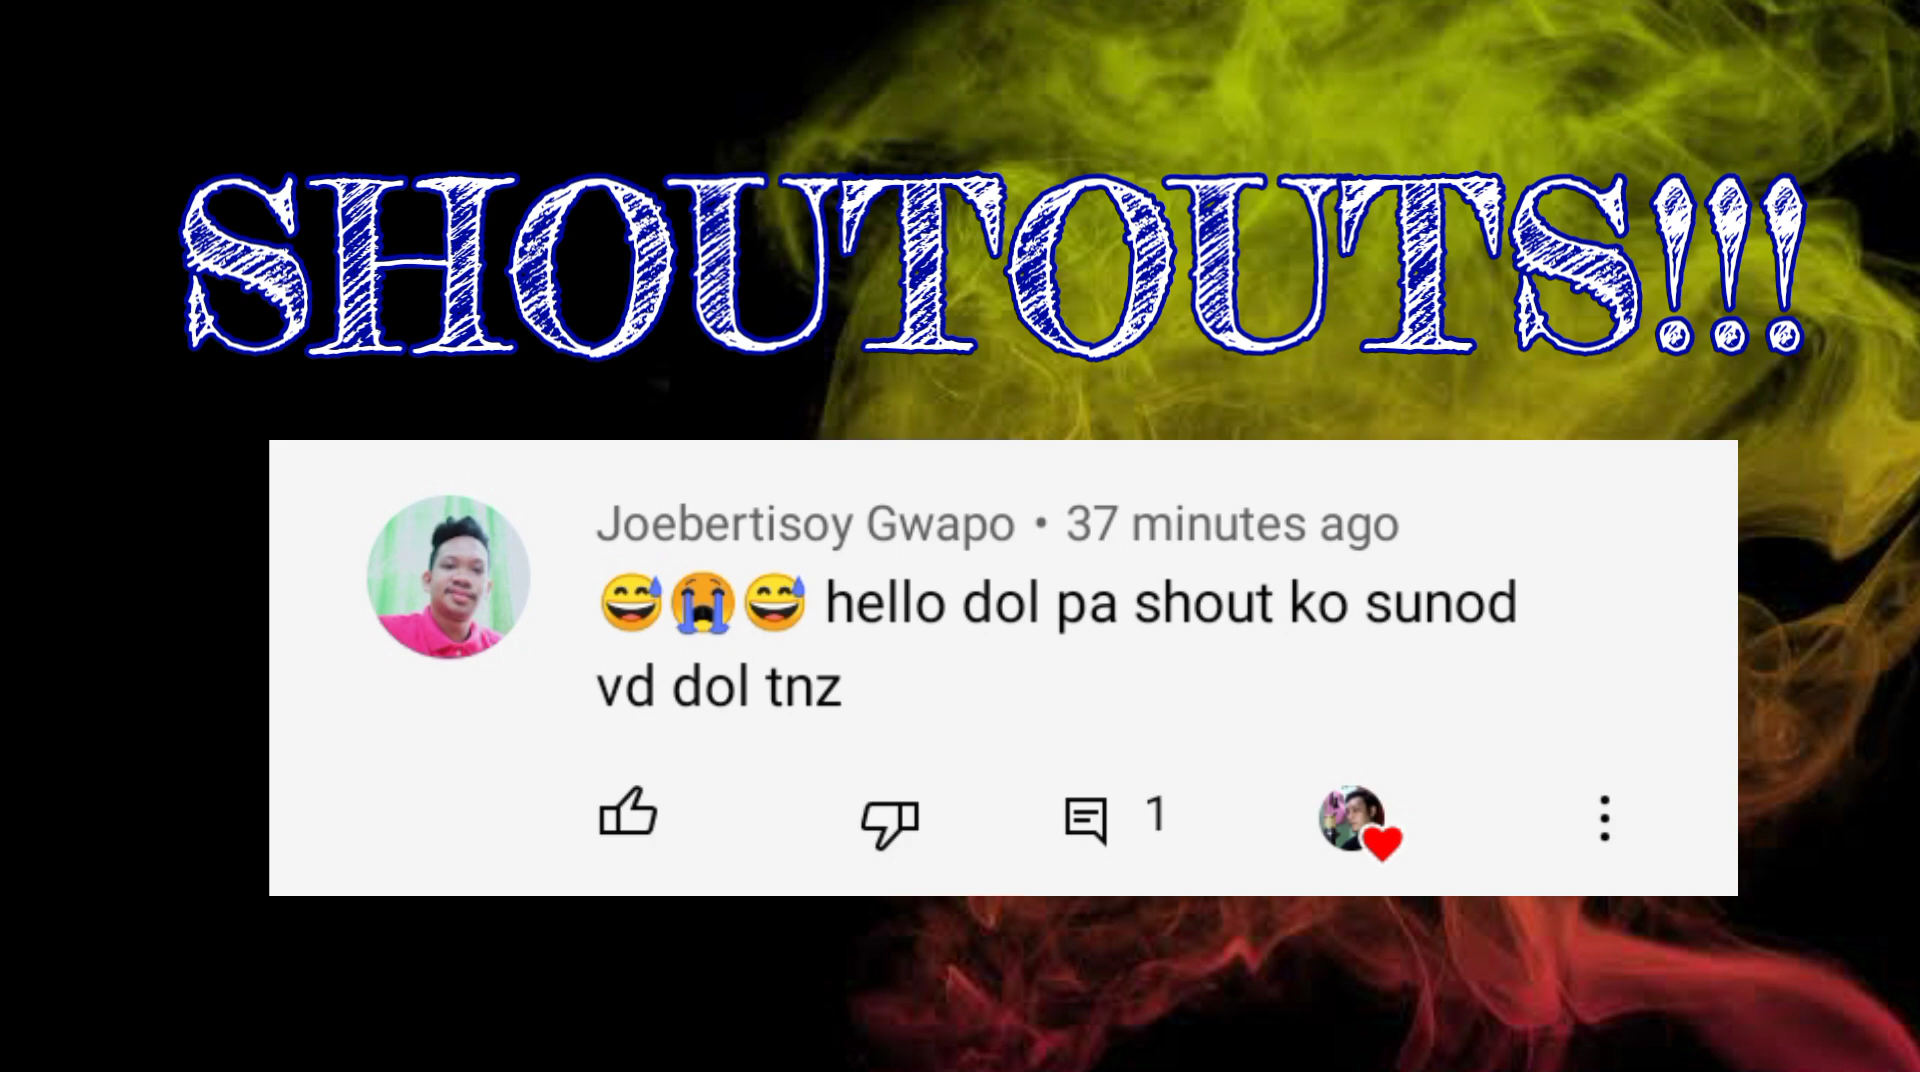 SHOUTOUTS!!!
Joebertisoy Gwapo • 37 minutes ago
😅😭😅 hello dol pa shout ko sunod
vd dol tnz
1